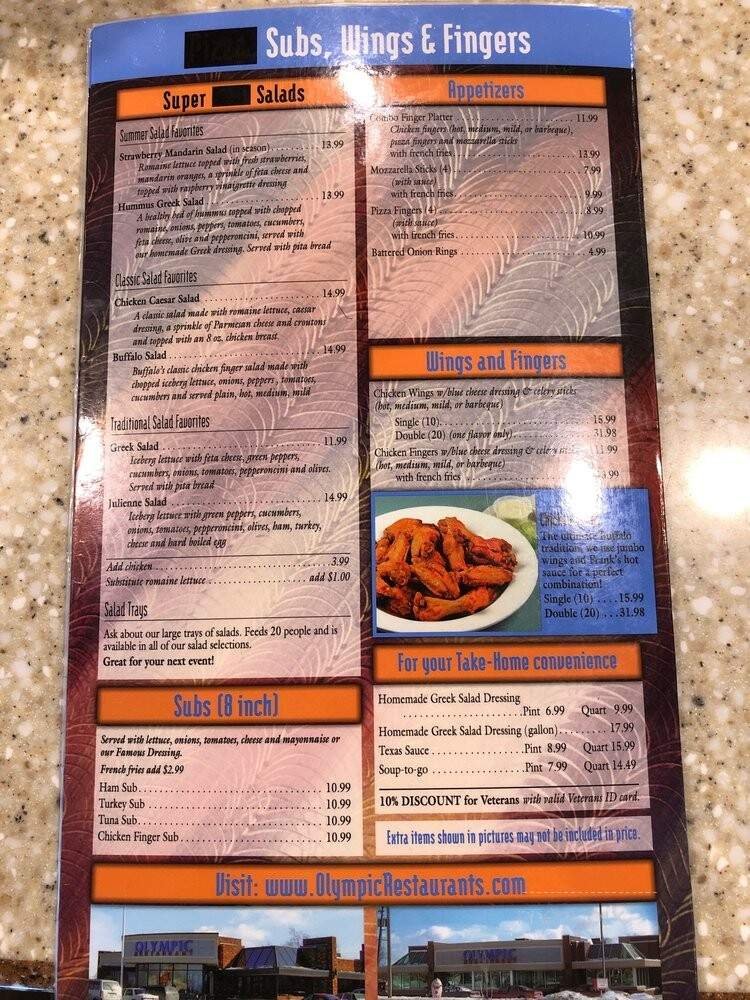 Subs, Wings & Fingers
Super Salads
Summer Salad Favorites
Strawberry Mandarin Salad (in season) 13.99
Romaine lettuce topped with fresh strawberries,
mandarin oranges, a sprinkle of feta cheese and
topped with raspberry vinaigrette dressing
Hummus Greek Salad 13.99
A healthy bed of hummus topped with chopped
romaine, onions, peppers, tomatoes, cucumbers,
feta cheese, olive and pepperoncini, served with
our homemade Greek dressing. Served with pita bread
Classic Salad Favorites
Chicken Caesar Salad 14.99
A classic salad made with romaine lettuce, caesar
dressing, a sprinkle of Parmesan cheese and croutons
and topped with an 8 oz. chicken breast
Buffalo Salad 14.99
Buffalo's classic chicken finger salad made with
chopped iceberg lettuce, onions, peppers, tomatoes,
cucumbers and served plain, hot, medium, mild
Traditional Salad Favorites
Greek Salad 11.99
Iceberg lettuce with feta cheese, green peppers,
cucumbers, onions, tomatoes, pepperoncini and olives.
Served with pita bread
Julienne Salad 14.99
Iceberg lettuce with green peppers, cucumbers,
onions, tomatoes, pepperoncini, olives, ham, turkey,
cheese and hard boiled egg
Add chicken 3.99
Substitute romaine lettuce add $1.00
Salad Trays
Ask about our large trays of salads. Feeds 20 people and is
available in all of our salad selections.
Great for your next event!
Subs (8 inch)
Served with lettuce, onions, tomatoes, cheese and mayonnaise or
our Famous Dressing.
French fries add $2.99
Ham Sub 10.99
Turkey Sub 10.99
Tuna Sub 10.99
Chicken Finger Sub 10.99
Appetizers
Combo Finger Platter 11.99
Chicken fingers (hot, medium, mild, or barbeque),
pizza fingers and mozzarella sticks
with french fries 13.99
Mozzarella Sticks (4) 7.99
(with sauce)
with french fries 9.99
Pizza Fingers (4) 8.99
(with sauce)
with french fries 10.99
Battered Onion Rings 4.99
Wings and Fingers
Chicken Wings w/blue cheese dressing & celery sticks
(hot, medium, mild, or barbeque)
Single (10) 15.99
Double (20) (one flavor only) 31.98
Chicken Fingers w/blue cheese dressing & celery sticks 11.99
(hot, medium, mild, or barbeque)
with french fries
The ultimate Buffalo
tradition, we use jumbo
wings and Frank's hot
sauce for a perfect
combination!
Single (10) 15.99
Double (20) 31.98
For your Take-Home convenience
Homemade Greek Salad Dressing
Pint 6.99 Quart 9.99
Homemade Greek Salad Dressing (gallon) 17.99
Texas Sauce Pint 8.99 Quart 15.99
Soup-to-go Pint 7.99 Quart 14.49
10% DISCOUNT for Veterans with valid Veterans ID card.
Extra items shown in pictures may not be included in price.
Visit: www.OlympicRestaurants.com
OLYMPIC
RESTAURANT
OLYMPIC